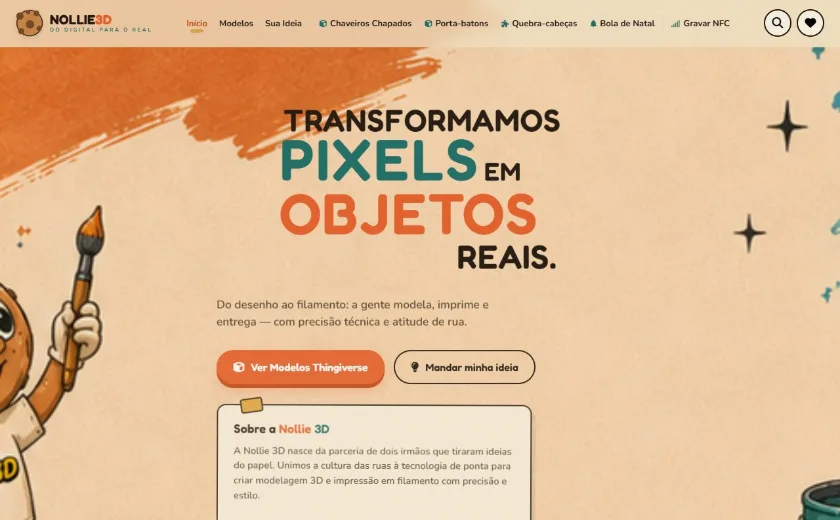 NOLLIE3D
DO DIGITAL PARA O REAL
Início
Modelos
Sua Ideia
Chaveiros Chapados
Porta-batons
Quebra-cabeças
Bola de Natal
Gravar NFC
TRANSFORMAMOS
PIXELS EM
OBJETOS
REAIS.
Do desenho ao filamento: a gente modela, imprime e
entrega — com precisão técnica e atitude de rua.
Ver Modelos Thingiverse
Mandar minha ideia
Sobre a Nollie 3D
A Nollie 3D nasce da parceria de dois irmãos que tiraram ideias
do papel. Unimos a cultura das ruas à tecnologia de ponta para
criar modelagem 3D e impressão em filamento com precisão e
estilo.